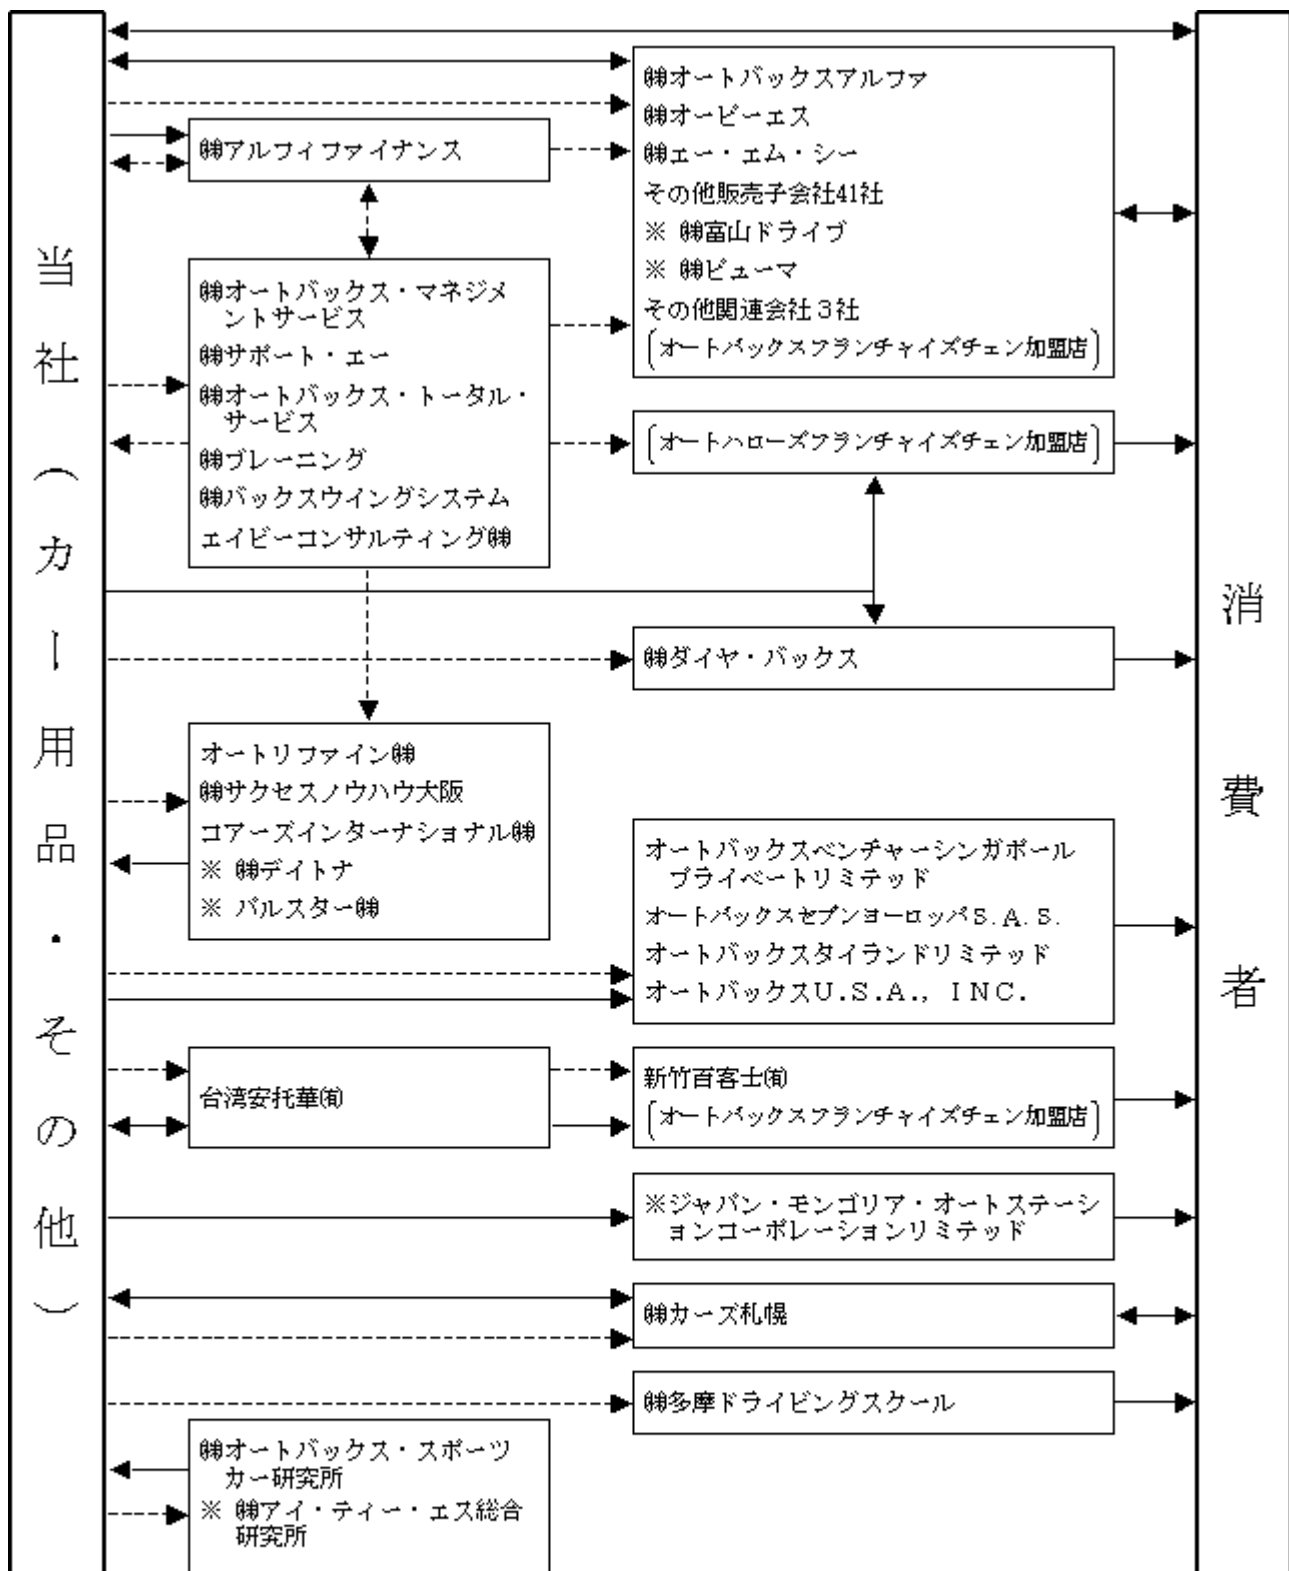 当社（カー用品・その他）
㈱アルフィファイナンス
㈱オートバックス・マネジメ
ントサービス
㈱サポート・エー
㈱オートバックス・トータル・
サービス
㈱ブレーニング
㈱バックスウイングシステム
エイビーコンサルティング㈱
オートリファイン㈱
㈱サクセスノウハウ大阪
コアーズインターナショナル㈱
※ ㈱デイトナ
※ パルスター㈱
台湾安托華㈲
㈱オートバックス・スポーツ
カー研究所
※ ㈱アイ・ティー・エス総合
研究所
㈱オートバックスアルファ
㈱オービーエス
㈱エー・エム・シー
その他販売子会社41社
※ ㈱富山ドライブ
※ ㈱ピューマ
その他関連会社３社
（オートバックスフランチャイズチェン加盟店）
（オートハローズフランチャイズチェン加盟店）
㈱ダイヤ・バックス
オートバックスベンチャーシンガポール
プライベートリミテッド
オートバックスセブンヨーロッパS.A.S.
オートバックスタイランドリミテッド
オートバックスU.S.A., INC.
新竹百客士㈲
（オートバックスフランチャイズチェン加盟店）
※ジャパン・モンゴリア・オートステーシ
ョンコーポレーションリミテッド
㈱カーズ札幌
㈱多摩ドライビングスクール
消費者